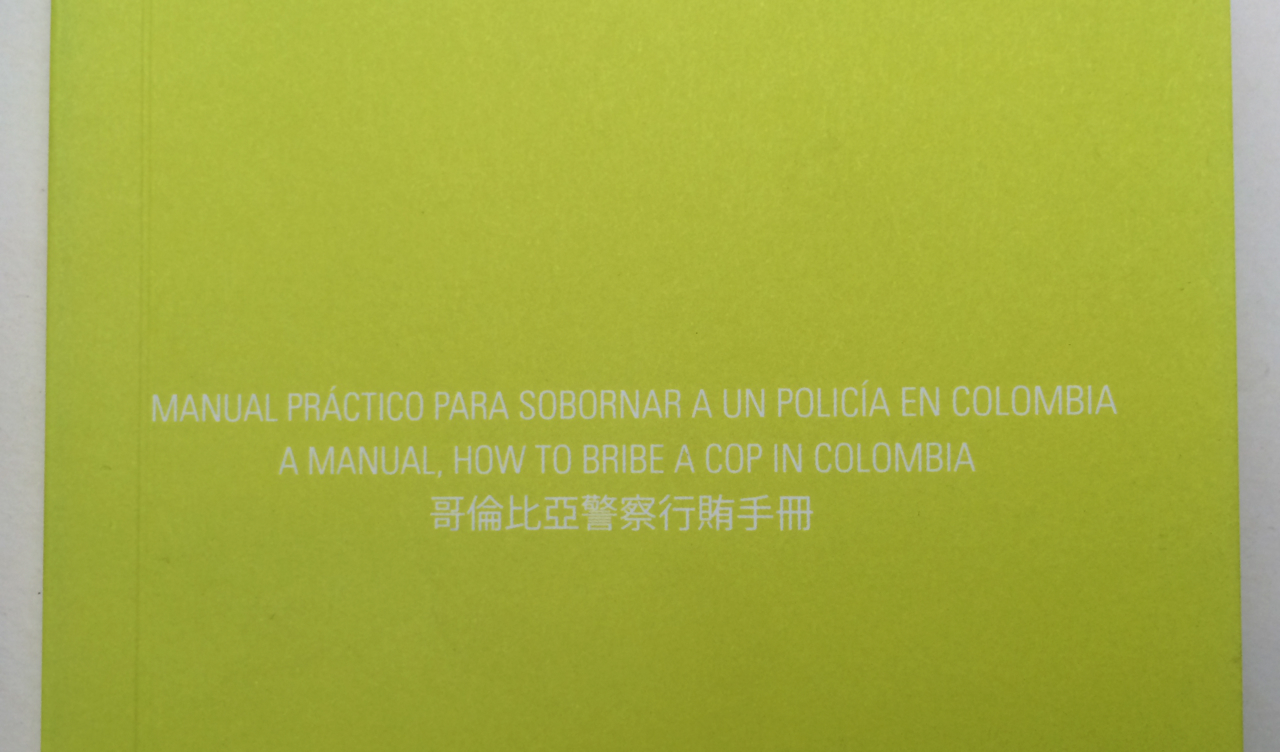 MANUAL PRÁCTICO PARA SOBORNAR A UN POLICÍA EN COLOMBIA
A MANUAL, HOW TO BRIBE A COP IN COLOMBIA
哥倫比亞警察行賄手冊